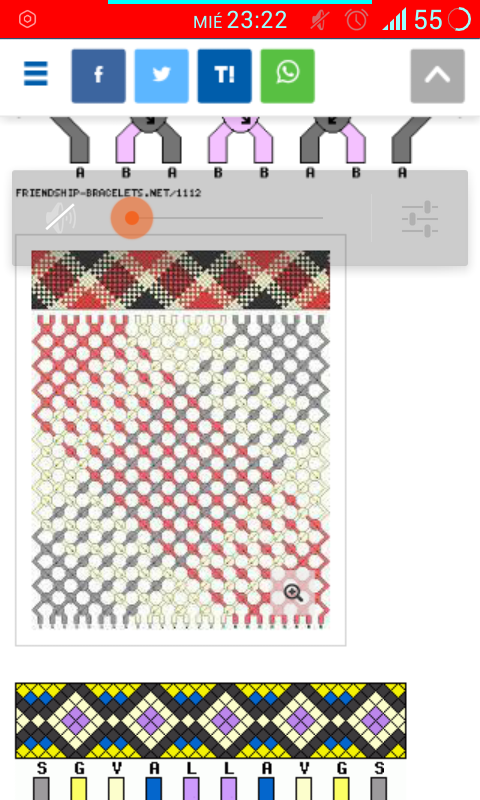 MIÉ 23:22 55
f T!
A B A B B A B A
FRIENDSHIP-BRACELETS.NET/1112
S G V A L L A V G S